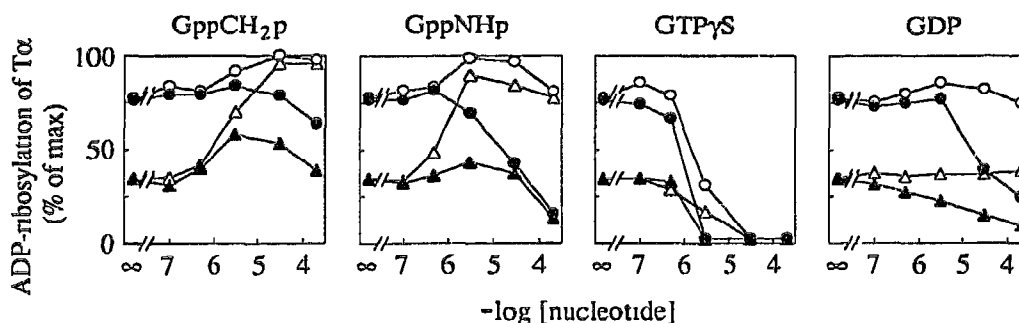 GppCH₂p GppNHp GTPγS GDP
ADP-ribosylation of Tα
(% of max)
100
50
0
∞ 7 6 5 4 ∞ 7 6 5 4 ∞ 7 6 5 4 ∞ 7 6 5 4
-log [nucleotide]